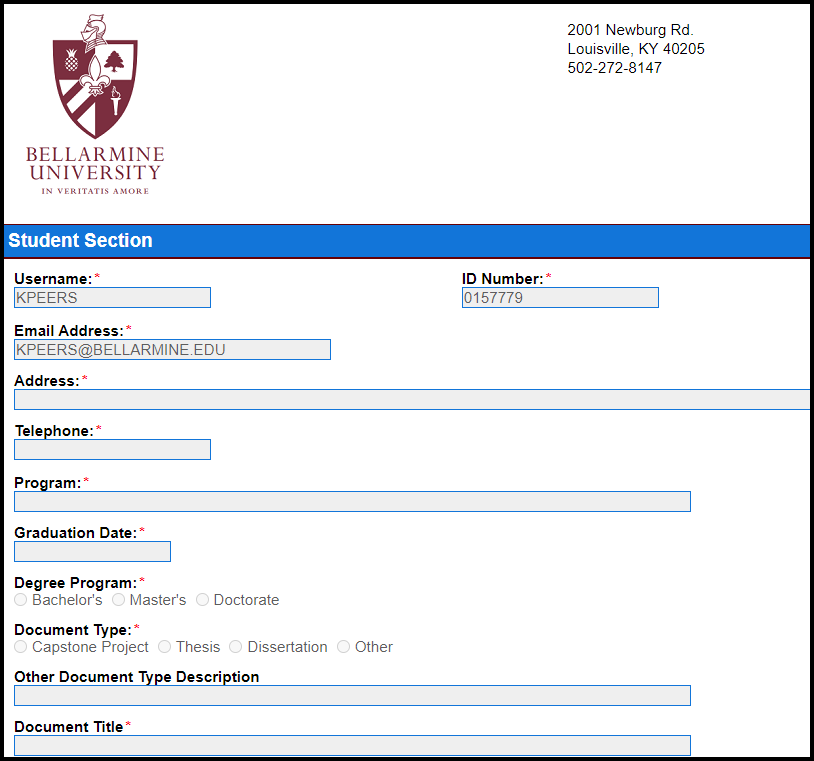 2001 Newburg Rd.
Louisville, KY 40205
502-272-8147
BELLARMINE
UNIVERSITY
IN VERITATIS AMORE
Student Section
Username:* ID Number:*
KPEERS 0157779
Email Address:*
KPEERS@BELLARMINE.EDU
Address:*
Telephone:*
Program:*
Graduation Date:*
Degree Program:*
Bachelor's Master's Doctorate
Document Type:*
Capstone Project Thesis Dissertation Other
Other Document Type Description
Document Title*